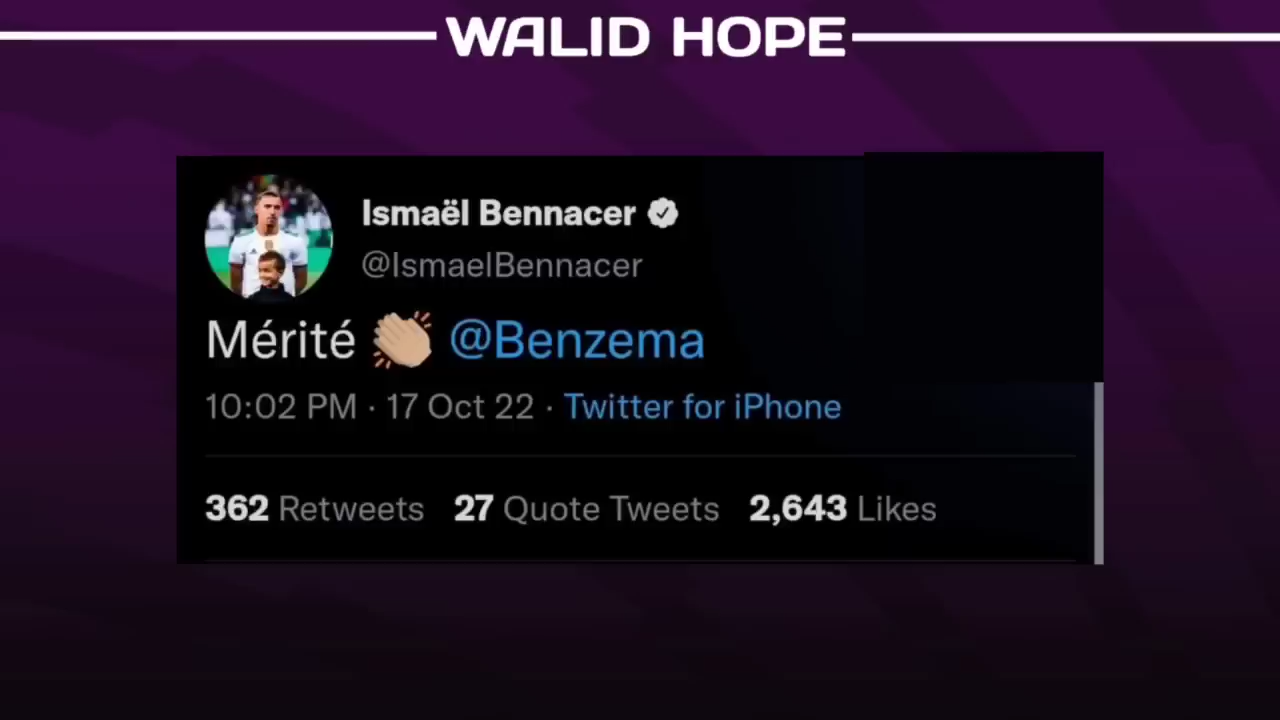 WALID HOPE
Ismaël Bennacer
@IsmaelBennacer
Mérité 👏🏼 @Benzema
10:02 PM · 17 Oct 22 · Twitter for iPhone
362 Retweets 27 Quote Tweets 2,643 Likes